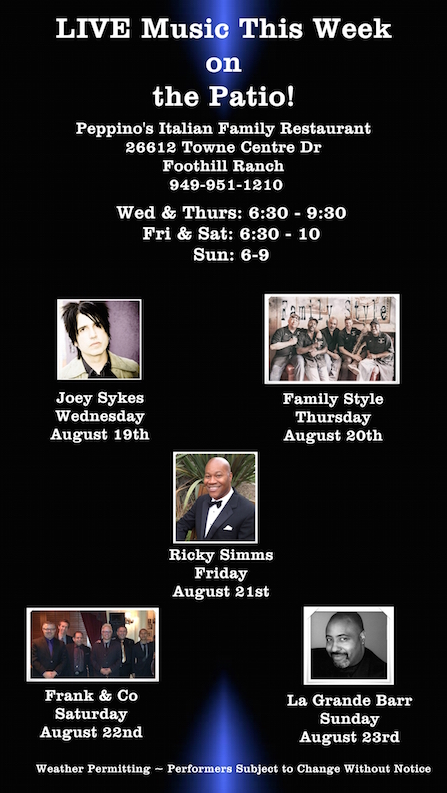 LIVE Music This Week
on
the Patio!
Peppino's Italian Family Restaurant
26612 Towne Centre Dr
Foothill Ranch
949-951-1210
Wed & Thurs: 6:30 - 9:30
Fri & Sat: 6:30 - 10
Sun: 6-9
Family Style
Joey Sykes
Wednesday
August 19th
Family Style
Thursday
August 20th
Ricky Simms
Friday
August 21st
Frank & Co
Saturday
August 22nd
La Grande Barr
Sunday
August 23rd
Weather Permitting ~ Performers Subject to Change Without Notice